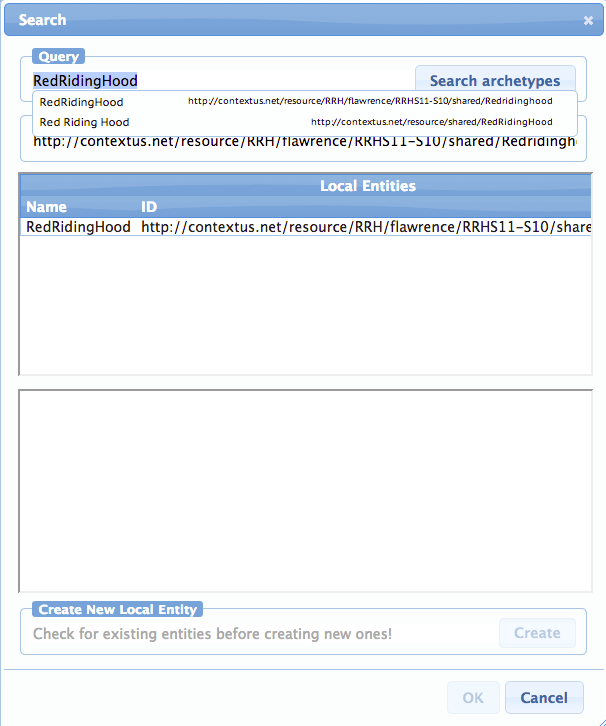 Search
Query
RedRidingHood
Search archetypes
RedRidingHood http://contextus.net/resource/RRH/flawrence/RRHS11-S10/shared/Redridinghood
Red Riding Hood http://contextus.net/resource/shared/RedRidingHood
http://contextus.net/resource/RRH/flawrence/RRHS11-S10/shared/Redridingh
Local Entities
Name ID
RedRidingHood http://contextus.net/resource/RRH/flawrence/RRHS11-S10/share
Create New Local Entity
Check for existing entities before creating new ones! Create
OK Cancel